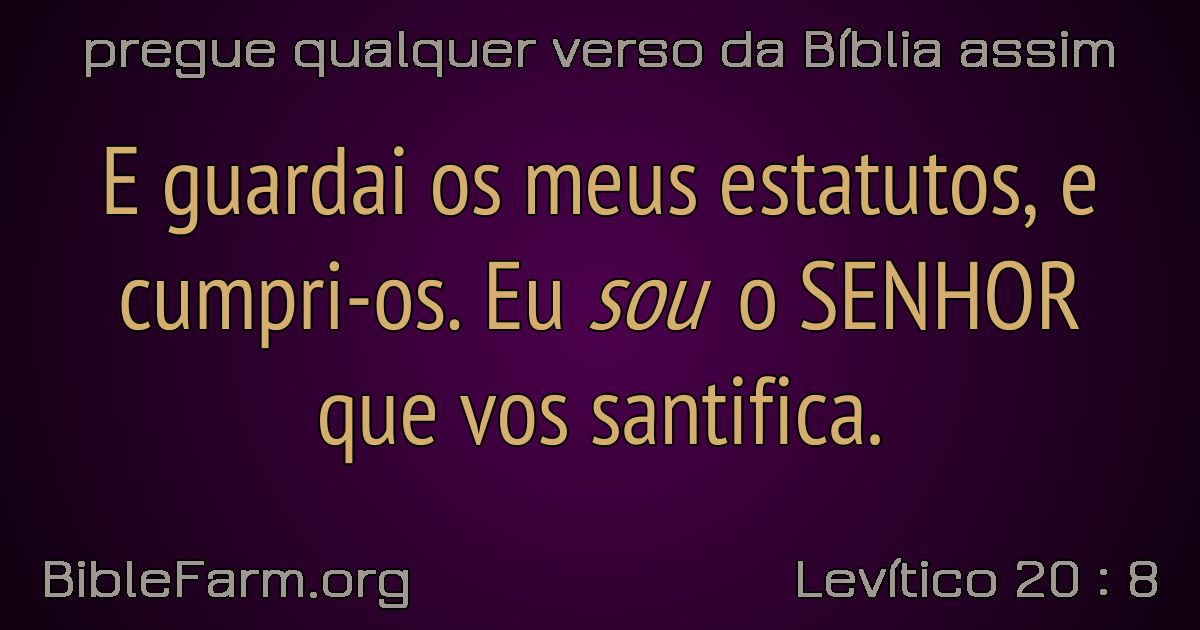 pregue qualquer verso da Bíblia assim
E guardai os meus estatutos, e
cumpri-os. Eu sou o SENHOR
que vos santifica.
BibleFarm.org
Levítico 20 : 8